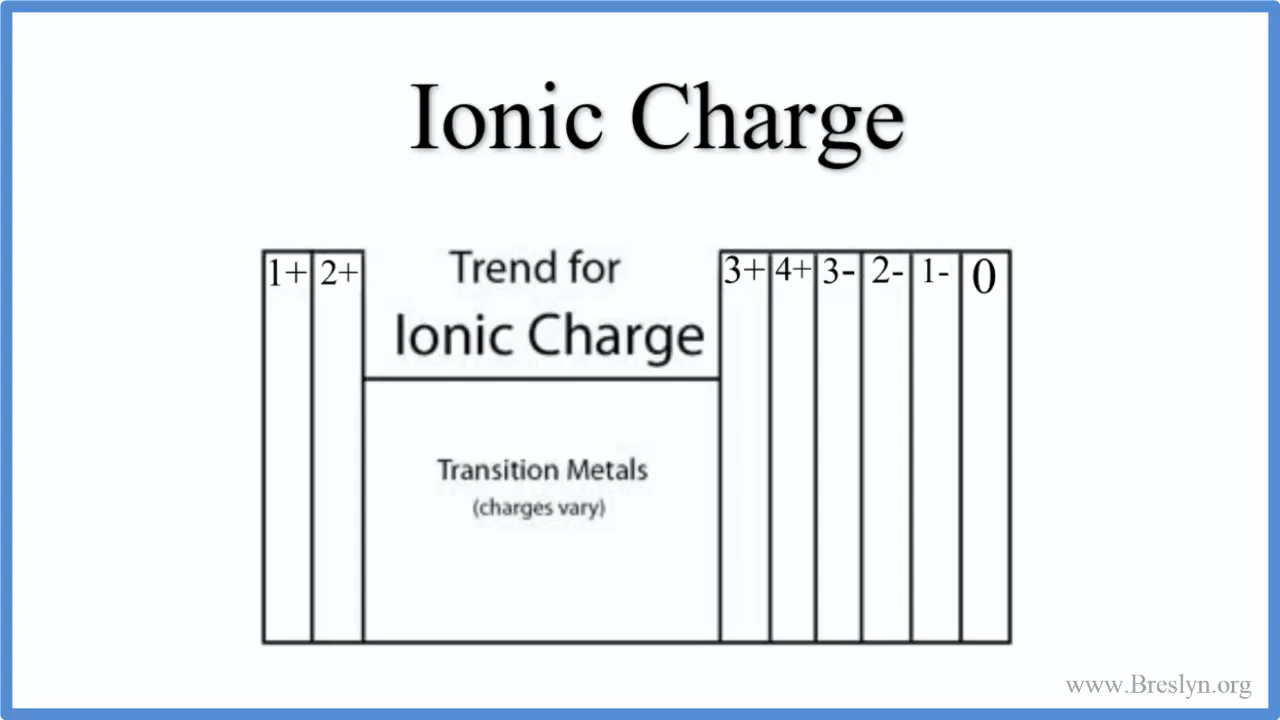 Ionic Charge
1+ 2+ 3+ 4+ 3- 2- 1- 0
Trend for
Ionic Charge
Transition Metals
(charges vary)
www.Breslyn.org